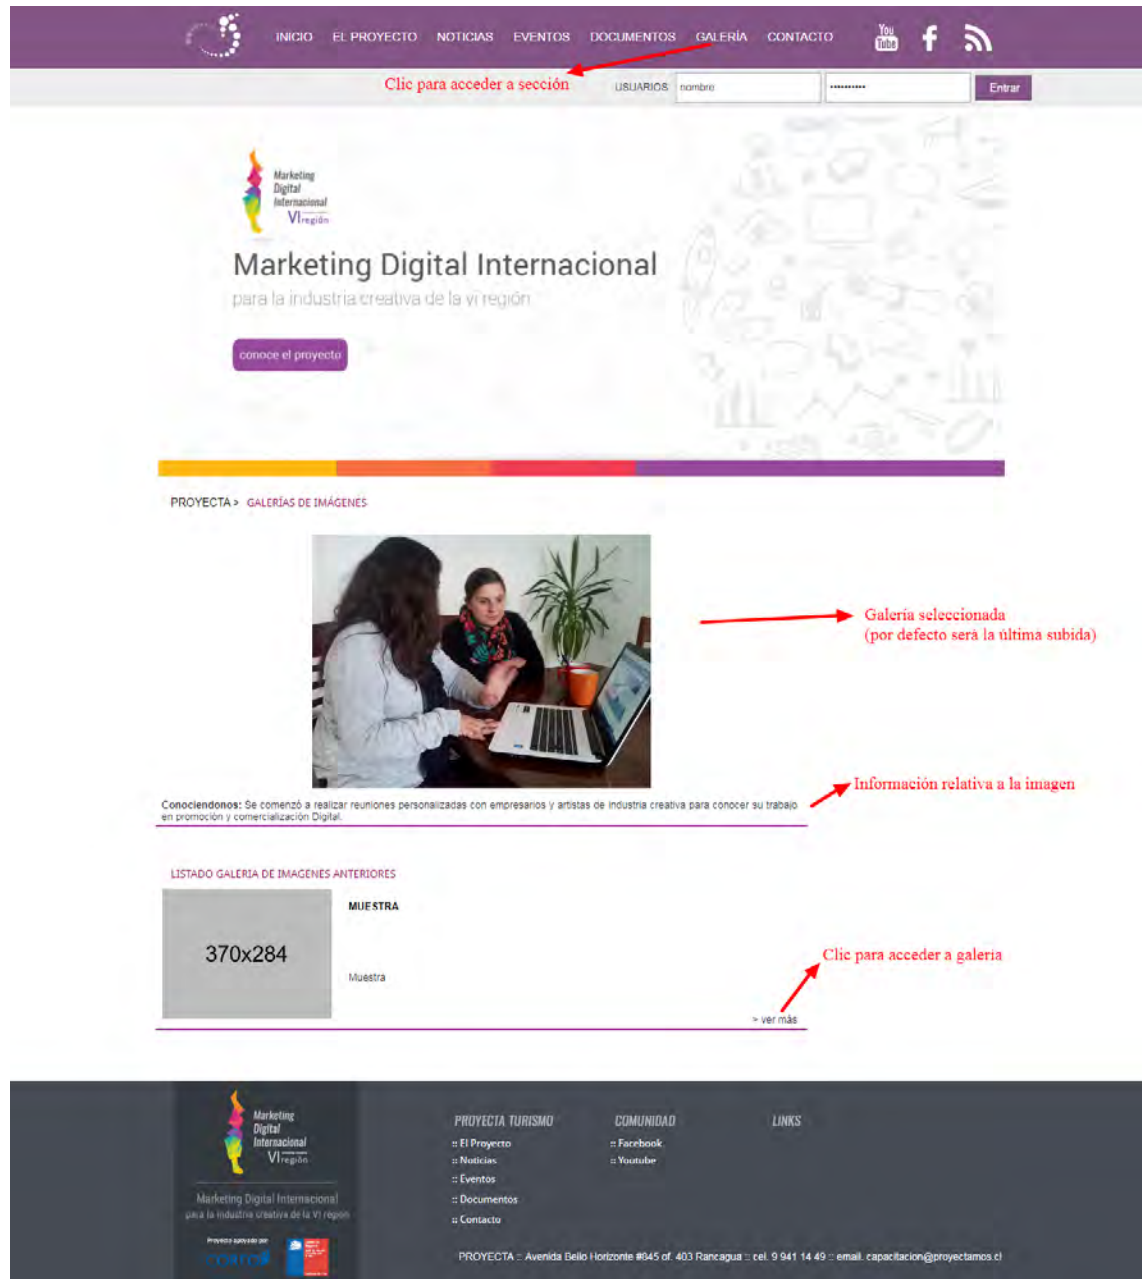 INICIO EL PROYECTO NOTICIAS EVENTOS DOCUMENTOS GALERÍA CONTACTO You Tube
Clic para acceder a sección
USUARIOS nombre •••••••••• Entrar
Marketing
Digital
Internacional
VI región
Marketing Digital Internacional
para la industria creativa de la vi región
conoce el proyecto
PROYECTA > GALERÍAS DE IMÁGENES
Galería seleccionada
(por defecto será la última subida)
Información relativa a la imagen
Conociendonos: Se comenzó a realizar reuniones personalizadas con empresarios y artistas de industria creativa para conocer su trabajo
en promoción y comercialización Digital.
LISTADO GALERIA DE IMAGENES ANTERIORES
MUESTRA
370x284
Muestra
Clic para acceder a galería
> ver más
Marketing
Digital
Internacional
VI región
Marketing Digital Internacional
para la industria creativa de la VI región
Proyecto apoyado por
CORFO
PROYECTA TURISMO
:: El Proyecto
:: Noticias
:: Eventos
:: Documentos
:: Contacto
COMUNIDAD
:: Facebook
:: Youtube
LINKS
PROYECTA :: Avenida Bello Horizonte #845 of. 403 Rancagua :: cel. 9 941 14 49 :: email. capacitacion@proyectamos.cl